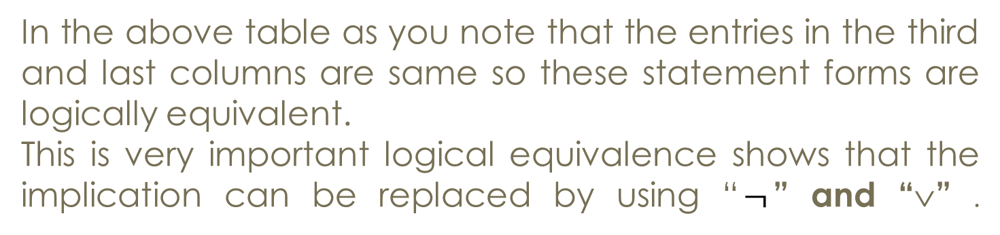 In the above table as you note that the entries in the third
and last columns are same so these statement forms are
logically equivalent.
This is very important logical equivalence shows that the
implication can be replaced by using “¬” and “∨” .